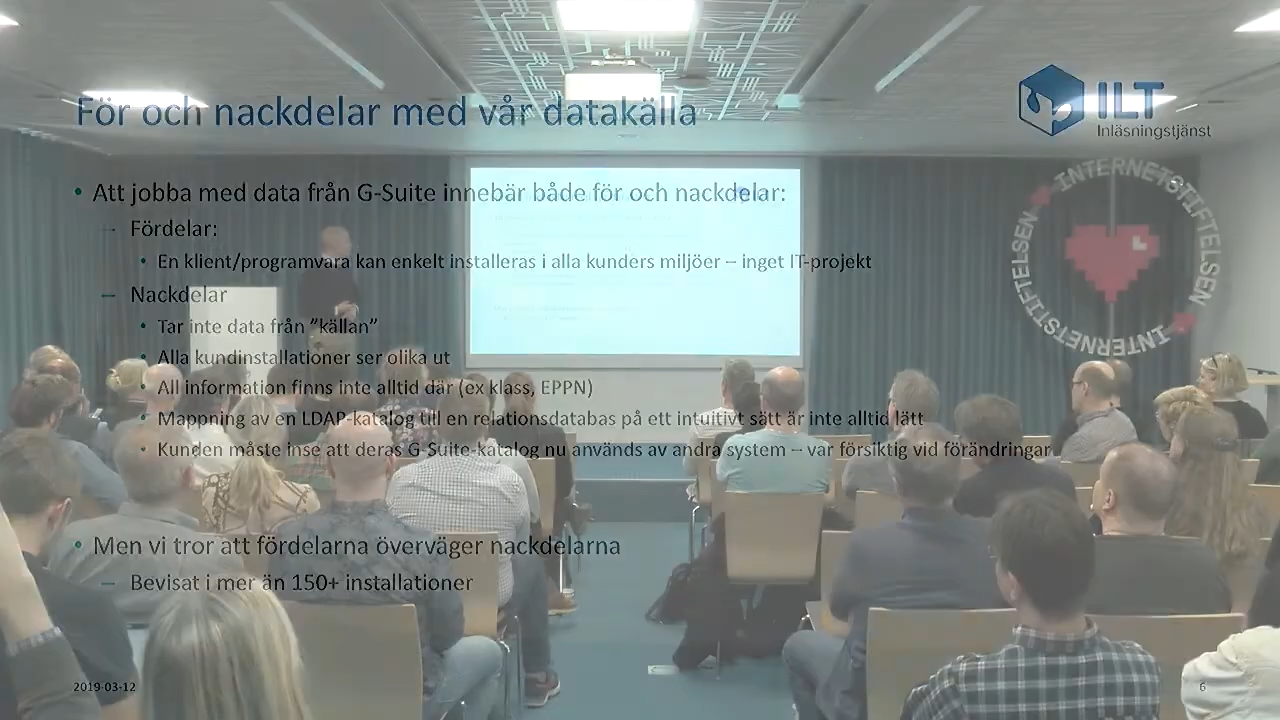 För och nackdelar med vår datakälla
ILT
Inläsningstjänst
• Att jobba med data från G-Suite innebär både för och nackdelar:
– Fördelar:
• En klient/programvara kan enkelt installeras i alla kunders miljöer – inget IT-projekt
– Nackdelar
• Tar inte data från ”källan”
• Alla kundinstallationer ser olika ut
• All information finns inte alltid där (ex klass, EPPN)
• Mappning av en LDAP-katalog till en relationsdatabas på ett intuitivt sätt är inte alltid lätt
• Kunden måste inse att deras G-Suite-katalog nu används av andra system – var försiktig vid förändringar
• Men vi tror att fördelarna överväger nackdelarna
– Bevisat i mer än 150+ installationer
2019-03-12
6
INTERNETSTIFTELSEN
INTERNETSTIFTELSEN